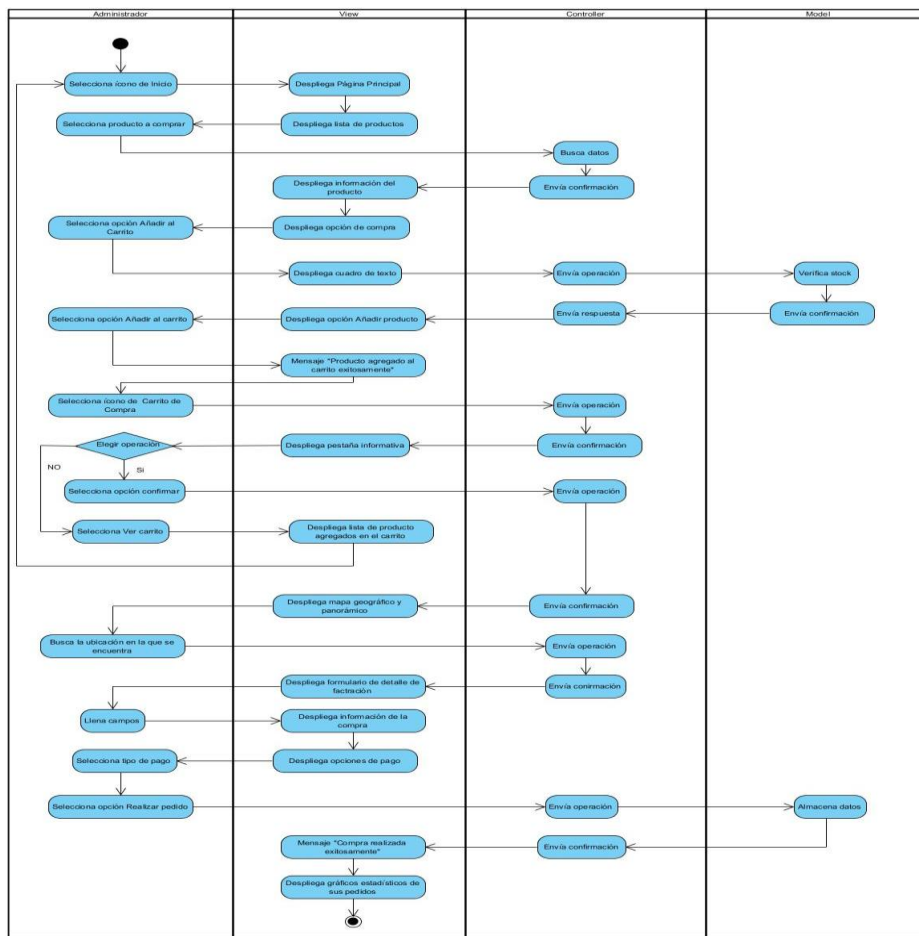 Administrador
View
Controller
Model
Selecciona ícono de Inicio
Despliega Página Principal
Selecciona producto a comprar
Despliega lista de productos
Busca datos
Despliega información del
producto
Envía confirmación
Selecciona opción Añadir al
Carrito
Despliega opción de compra
Despliega cuadro de texto
Envía operación
Verifica stock
Selecciona opción Añadir al carrito
Despliega opción Añadir producto
Envía respuesta
Envía confirmación
Mensaje "Producto agregado al
carrito exitosamente"
Selecciona ícono de Carrito de
Compra
Envía operación
Elegir operación
Despliega pestaña informativa
Envía confirmación
NO
Si
Selecciona opción confirmar
Envía operación
Selecciona Ver carrito
Despliega lista de producto
agregados en el carrito
Despliega mapa geográfico y
panorámico
Envía confirmación
Busca la ubicación en la que se
encuentra
Envía operación
Despliega formulario de detalle de
factración
Envía conirmación
Llena campos
Despliega información de la
compra
Selecciona tipo de pago
Despliega opciones de pago
Selecciona opción Realizar pedido
Envía operación
Almacena datos
Mensaje "Compra realizada
exitosamente"
Envía confirmación
Despliega gráficos estadísticos de
sus pedidos